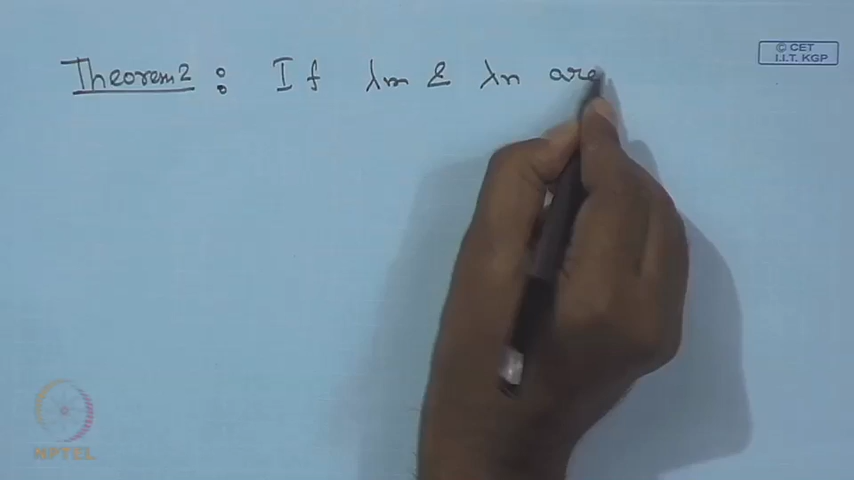 © CET
I.I.T. KGP
Theorem 2 : If λm & λn are
NPTEL